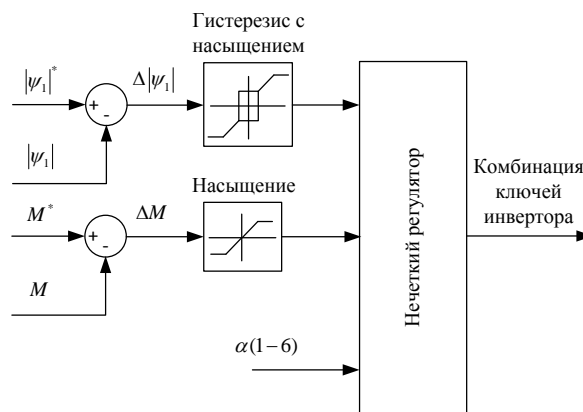 Гистерезис с
насыщением
|ψ₁|*
Δ|ψ₁|
+
-
|ψ₁|
Насыщение
M*
ΔM
+
-
M
α(1−6)
Нечеткий регулятор
Комбинация
ключей
инвертора